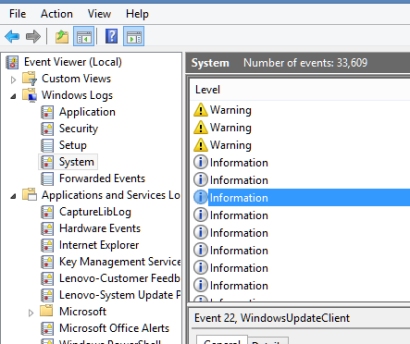 File Action View Help
Event Viewer (Local)
Custom Views
Windows Logs
Application
Security
Setup
System
Forwarded Events
Applications and Services Lo
CaptureLibLog
Hardware Events
Internet Explorer
Key Management Service
Lenovo-Customer Feedb
Lenovo-System Update P
Microsoft
Microsoft Office Alerts
Windows PowerShell
System Number of events: 33,609
Level
Warning
Warning
Warning
Information
Information
Information
Information
Information
Information
Information
Information
Event 22, WindowsUpdateClient
General Details